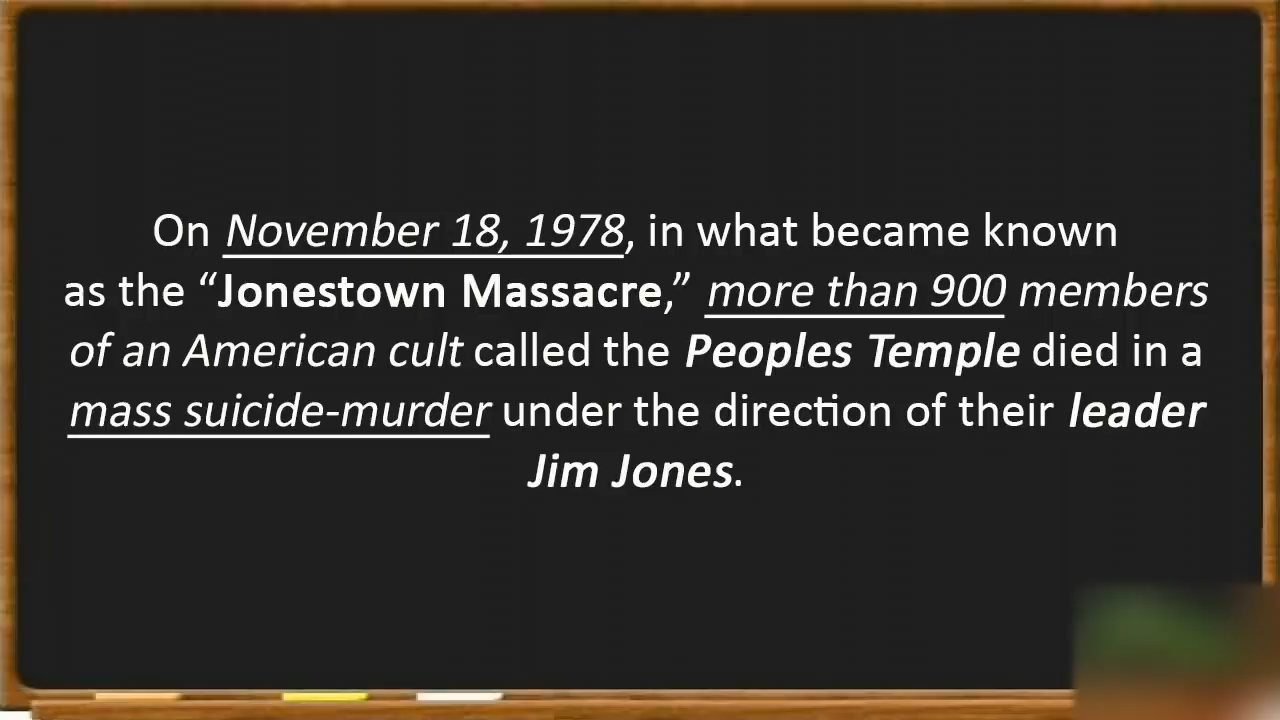 On November 18, 1978, in what became known
as the “Jonestown Massacre,” more than 900 members
of an American cult called the Peoples Temple died in a
mass suicide-murder under the direction of their leader
Jim Jones.